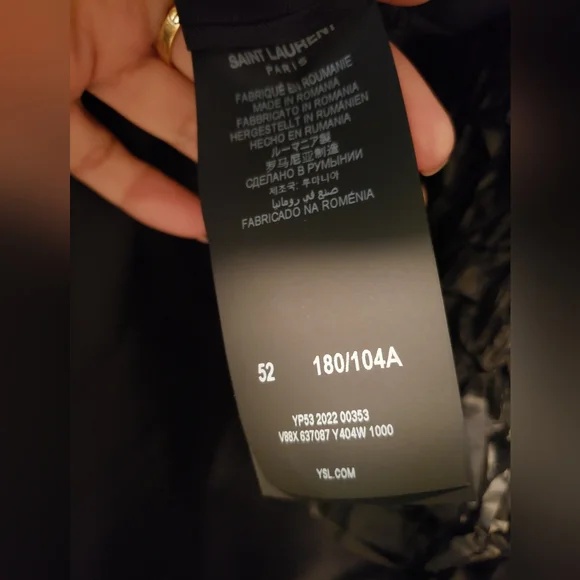 SAINT LAURENT
PARIS
FABRIQUÉ EN ROUMANIE
MADE IN ROMANIA
FABBRICATO IN ROMANIA
HERGESTELLT IN RUMÄNIEN
HECHO EN RUMANIA
ルーマニア製
罗马尼亚制造
СДЕЛАНО В РУМЫНИИ
제조국: 루마니아
صنع في رومانيا
FABRICADO NA ROMÉNIA
52 180/104A
YP53 2022 00353
V88X 637087 Y404W 1000
YSL.COM